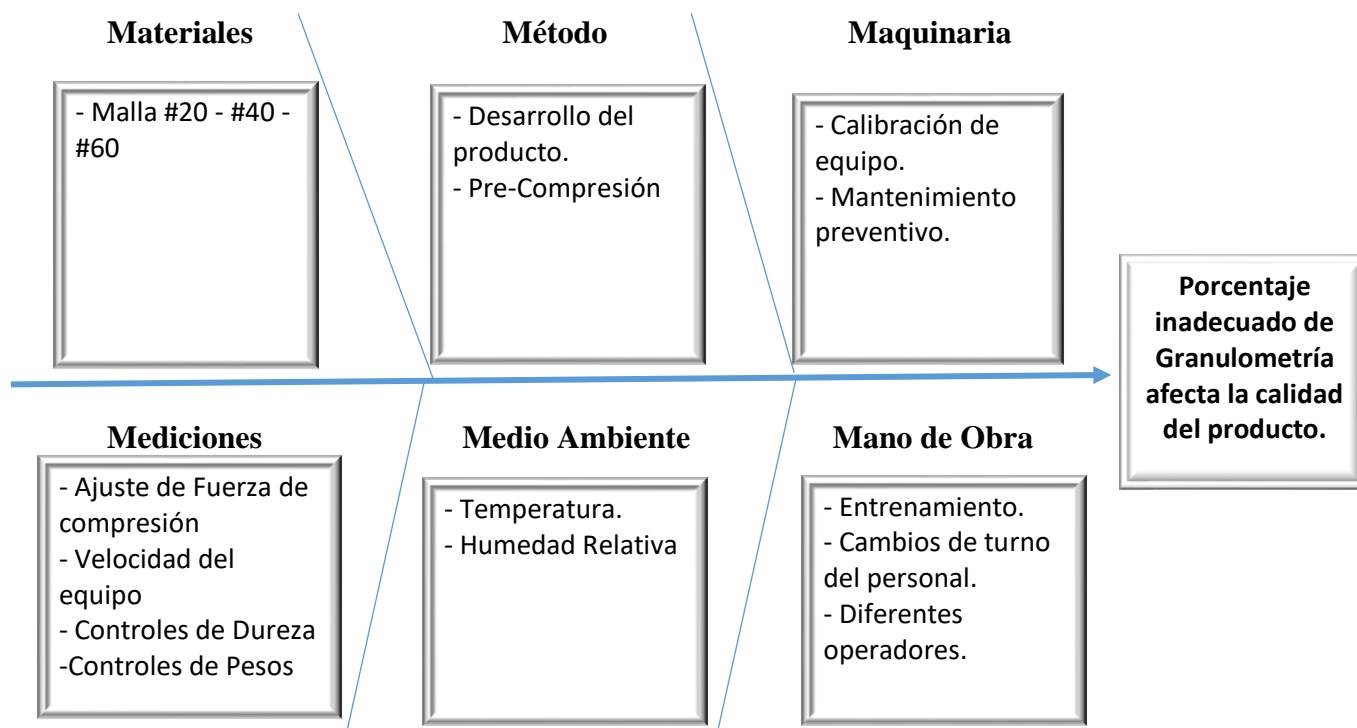 Materiales
- Malla #20 - #40 -
#60
Método
- Desarrollo del
producto.
- Pre-Compresión
Maquinaria
- Calibración de
equipo.
- Mantenimiento
preventivo.
Porcentaje
inadecuado de
Granulometría
afecta la calidad
del producto.
Mediciones
- Ajuste de Fuerza de
compresión
- Velocidad del
equipo
- Controles de Dureza
-Controles de Pesos
Medio Ambiente
- Temperatura.
- Humedad Relativa
Mano de Obra
- Entrenamiento.
- Cambios de turno
del personal.
- Diferentes
operadores.